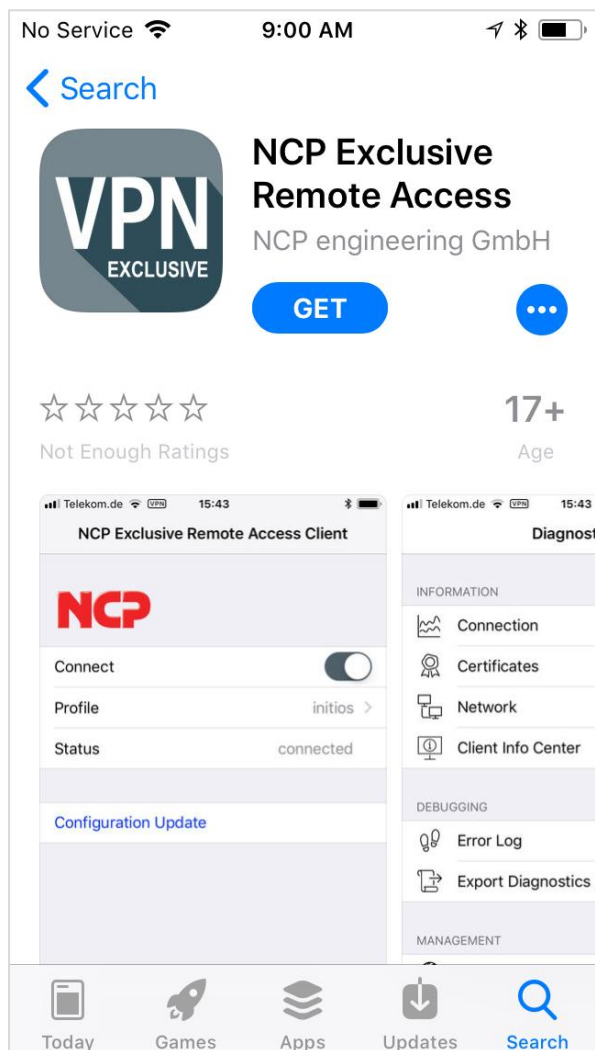 No Service 9:00 AM
Search
VPN
EXCLUSIVE
NCP Exclusive
Remote Access
NCP engineering GmbH
GET
17+
Not Enough Ratings
Age
Telekom.de VPN 15:43
NCP Exclusive Remote Access Client
NCP
Connect
Profile initios
Status connected
Configuration Update
Telekom.de VPN 15:43
Diagnost
INFORMATION
Connection
Certificates
Network
Client Info Center
DEBUGGING
Error Log
Export Diagnostics
MANAGEMENT
Today Games Apps Updates Search